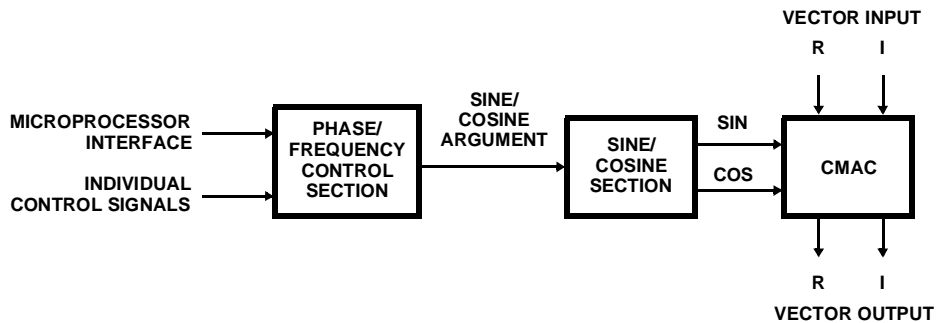 VECTOR INPUT
R I
MICROPROCESSOR
INTERFACE
INDIVIDUAL
CONTROL SIGNALS
PHASE/
FREQUENCY
CONTROL
SECTION
SINE/
COSINE
ARGUMENT
SINE/
COSINE
SECTION
SIN
COS
CMAC
R I
VECTOR OUTPUT